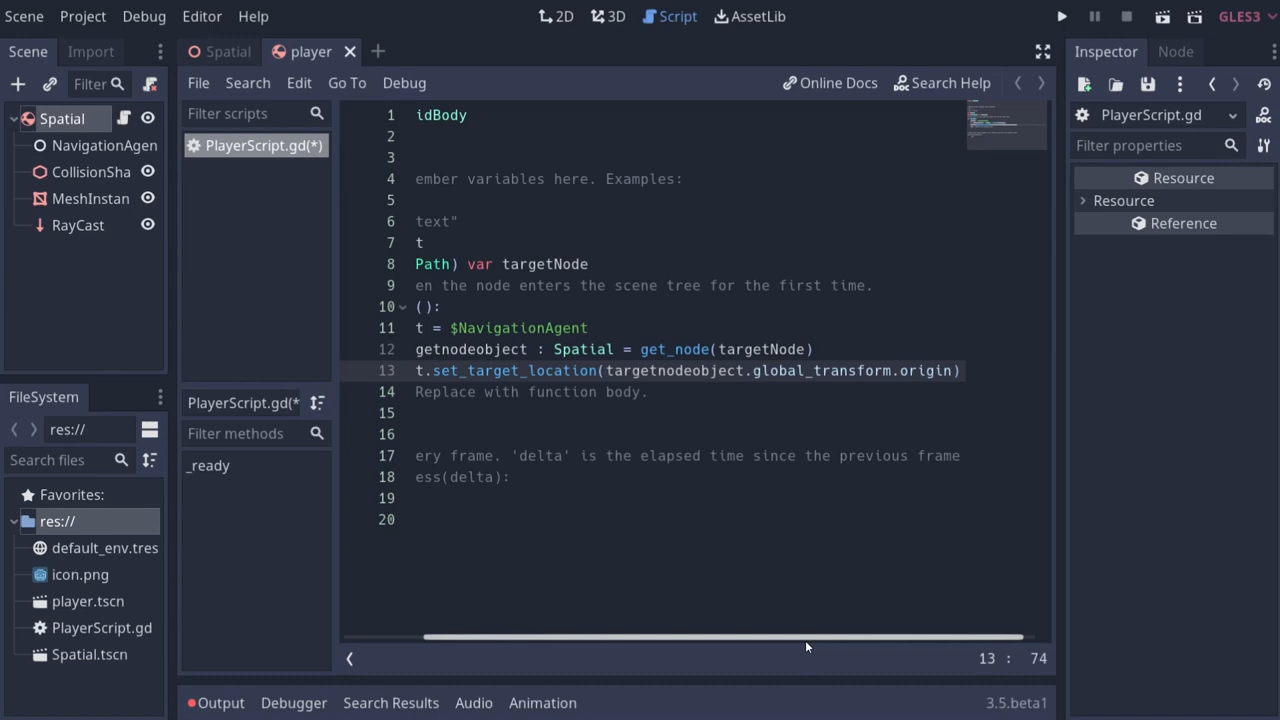 Scene Project Debug Editor Help 2D 3D Script AssetLib GLES3
Scene Import Spatial player Inspector Node
Filter File Search Edit Go To Debug Online Docs Search Help
Spatial Filter scripts 1 idBody PlayerScript.gd
2
NavigationAgen PlayerScript.gd(*) 3 Filter properties
CollisionSha 4 ember variables here. Examples: Resource
MeshInstan 5 Resource
RayCast 6 text" Reference
7 t
8 Path) var targetNode
9 en the node enters the scene tree for the first time.
10 ():
11 t = $NavigationAgent
12 getnodeobject : Spatial = get_node(targetNode)
13 t.set_target_location(targetnodeobject.global_transform.origin)
FileSystem PlayerScript.gd(* 14 Replace with function body.
15
res:// Filter methods 16
Search files _ready 17 ery frame. 'delta' is the elapsed time since the previous frame
18 ess(delta):
Favorites: 19
res:// 20
default_env.tres
icon.png
player.tscn
PlayerScript.gd
Spatial.tscn 13 : 74
Output Debugger Search Results Audio Animation 3.5.beta1